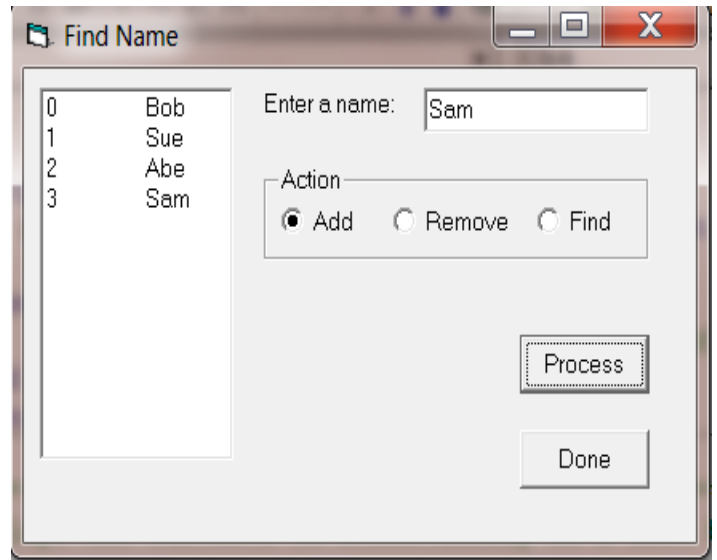 Find Name
0 Bob
1 Sue
2 Abe
3 Sam
Enter a name: Sam
Action
Add Remove Find
Process
Done